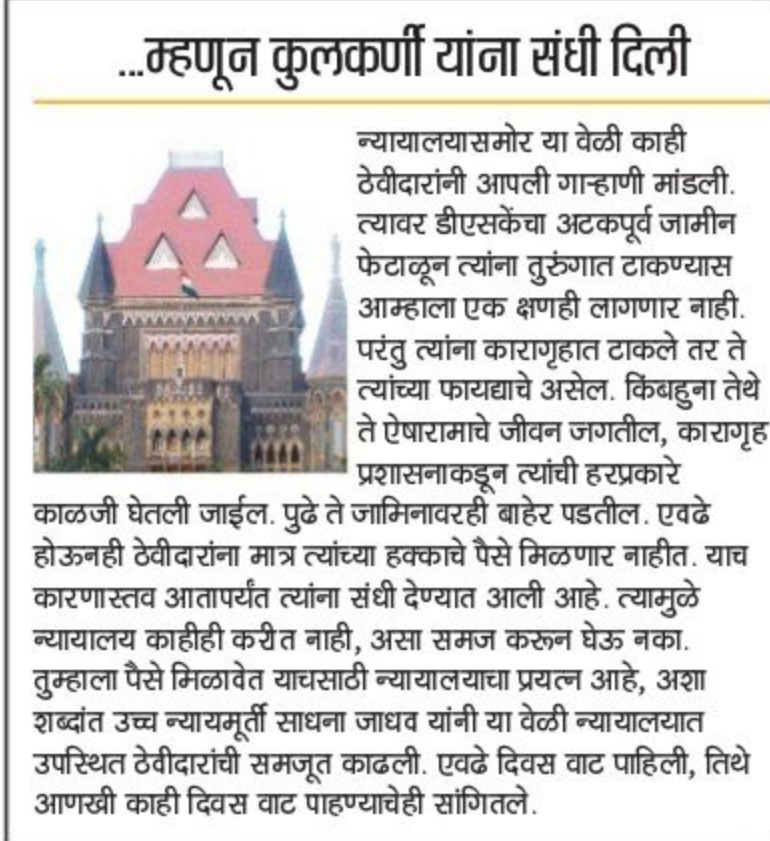 ...म्हणून कुलकर्णी यांना संधी दिली
न्यायालयासमोर या वेळी काही
ठेवीदारांनी आपली गाऱ्हाणी मांडली.
त्यावर डीएसकेंचा अटकपूर्व जामीन
फेटाळून त्यांना तुरुंगात टाकण्यास
आम्हाला एक क्षणही लागणार नाही.
परंतु त्यांना कारागृहात टाकले तर ते
त्यांच्या फायद्याचे असेल. किंबहुना तेथे
ते ऐषारामाचे जीवन जगतील, कारागृह
प्रशासनाकडून त्यांची हरप्रकारे
काळजी घेतली जाईल. पुढे ते जामिनावरही बाहेर पडतील. एवढे
होऊनही ठेवीदारांना मात्र त्यांच्या हक्काचे पैसे मिळणार नाहीत. याच
कारणास्तव आतापर्यंत त्यांना संधी देण्यात आली आहे. त्यामुळे
न्यायालय काहीही करीत नाही, असा समज करून घेऊ नका.
तुम्हाला पैसे मिळावेत याचसाठी न्यायालयाचा प्रयत्न आहे, अशा
शब्दांत उच्च न्यायमूर्ती साधना जाधव यांनी या वेळी न्यायालयात
उपस्थित ठेवीदारांची समजूत काढली. एवढे दिवस वाट पाहिली, तिथे
आणखी काही दिवस वाट पाहण्याचेही सांगितले.